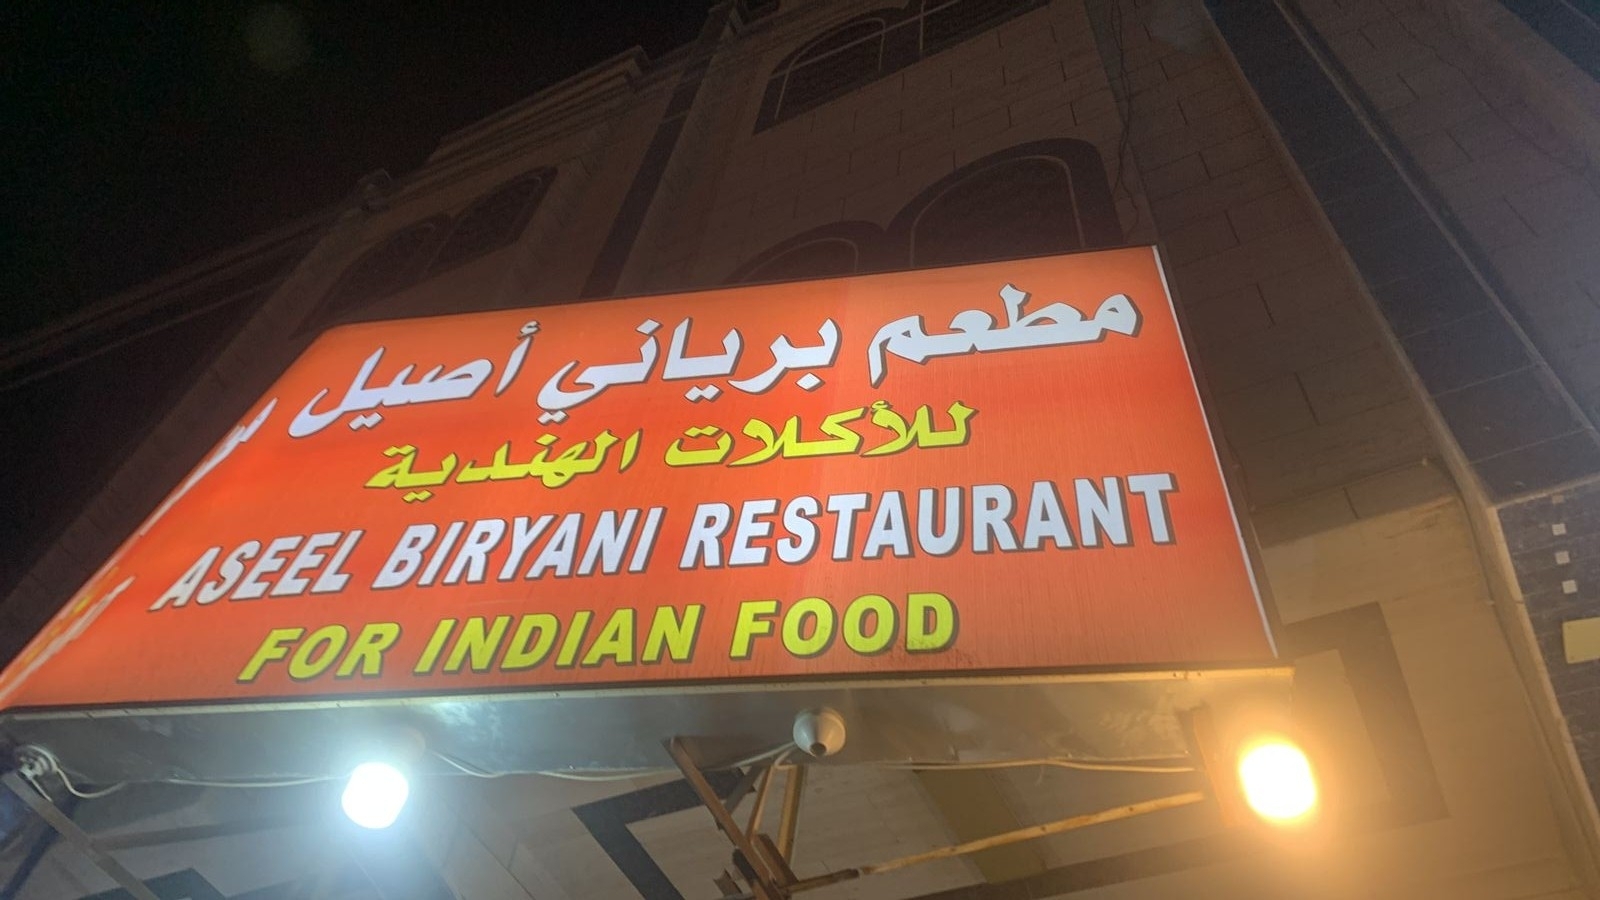 مطعم برياني أصيل
للأكلات الهندية
ASEEL BIRYANI RESTAURANT
FOR INDIAN FOOD